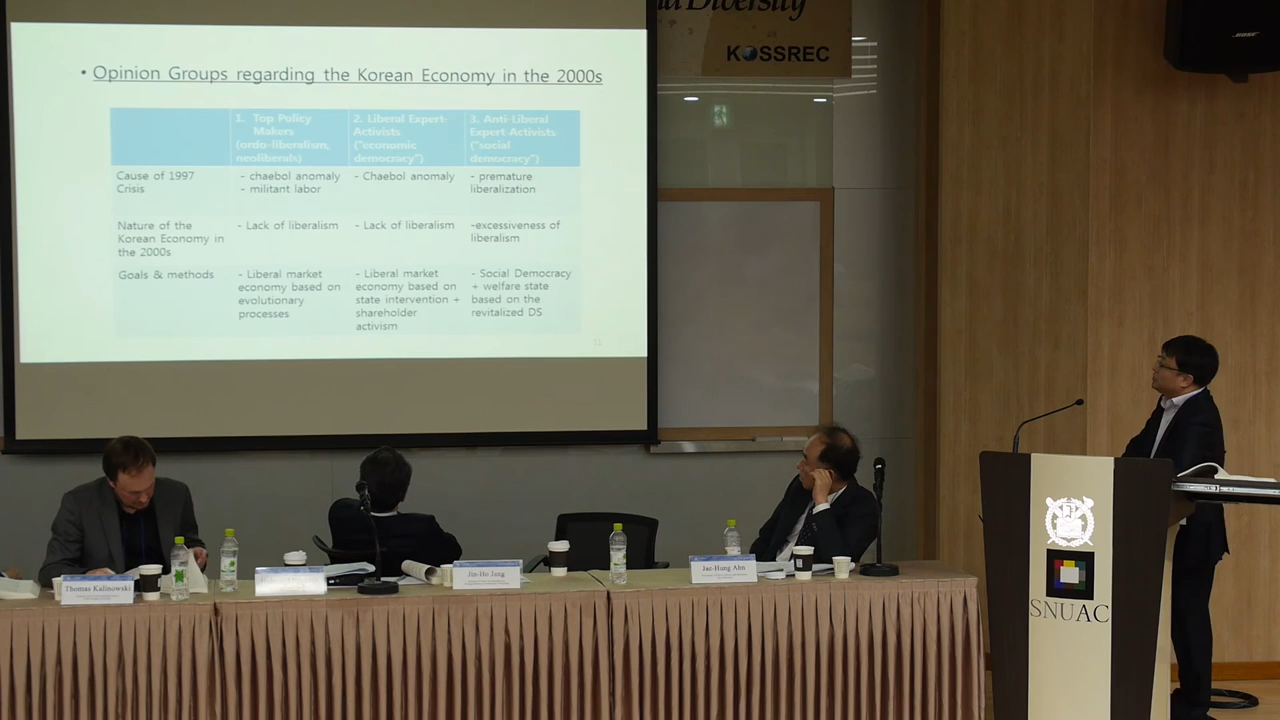 nd Diversity
KOSSREC
BOSE
• Opinion Groups regarding the Korean Economy in the 2000s
1. Top Policy Makers (ordo-liberalism, neoliberals)
2. Liberal Expert-Activists ("economic democracy")
3. Anti-Liberal Expert-Activists ("social democracy")
Cause of 1997 Crisis
- chaebol anomaly
- militant labor
- Chaebol anomaly
- premature liberalization
Nature of the Korean Economy in the 2000s
- Lack of liberalism
- Lack of liberalism
-excessiveness of liberalism
Goals & methods
- Liberal market economy based on evolutionary processes
- Liberal market economy based on state intervention + shareholder activism
- Social Democracy + welfare state based on the revitalized DS
Thomas Kalinowski
Jin-Ho Jang
Jae-Hung Ahn
SNUAC